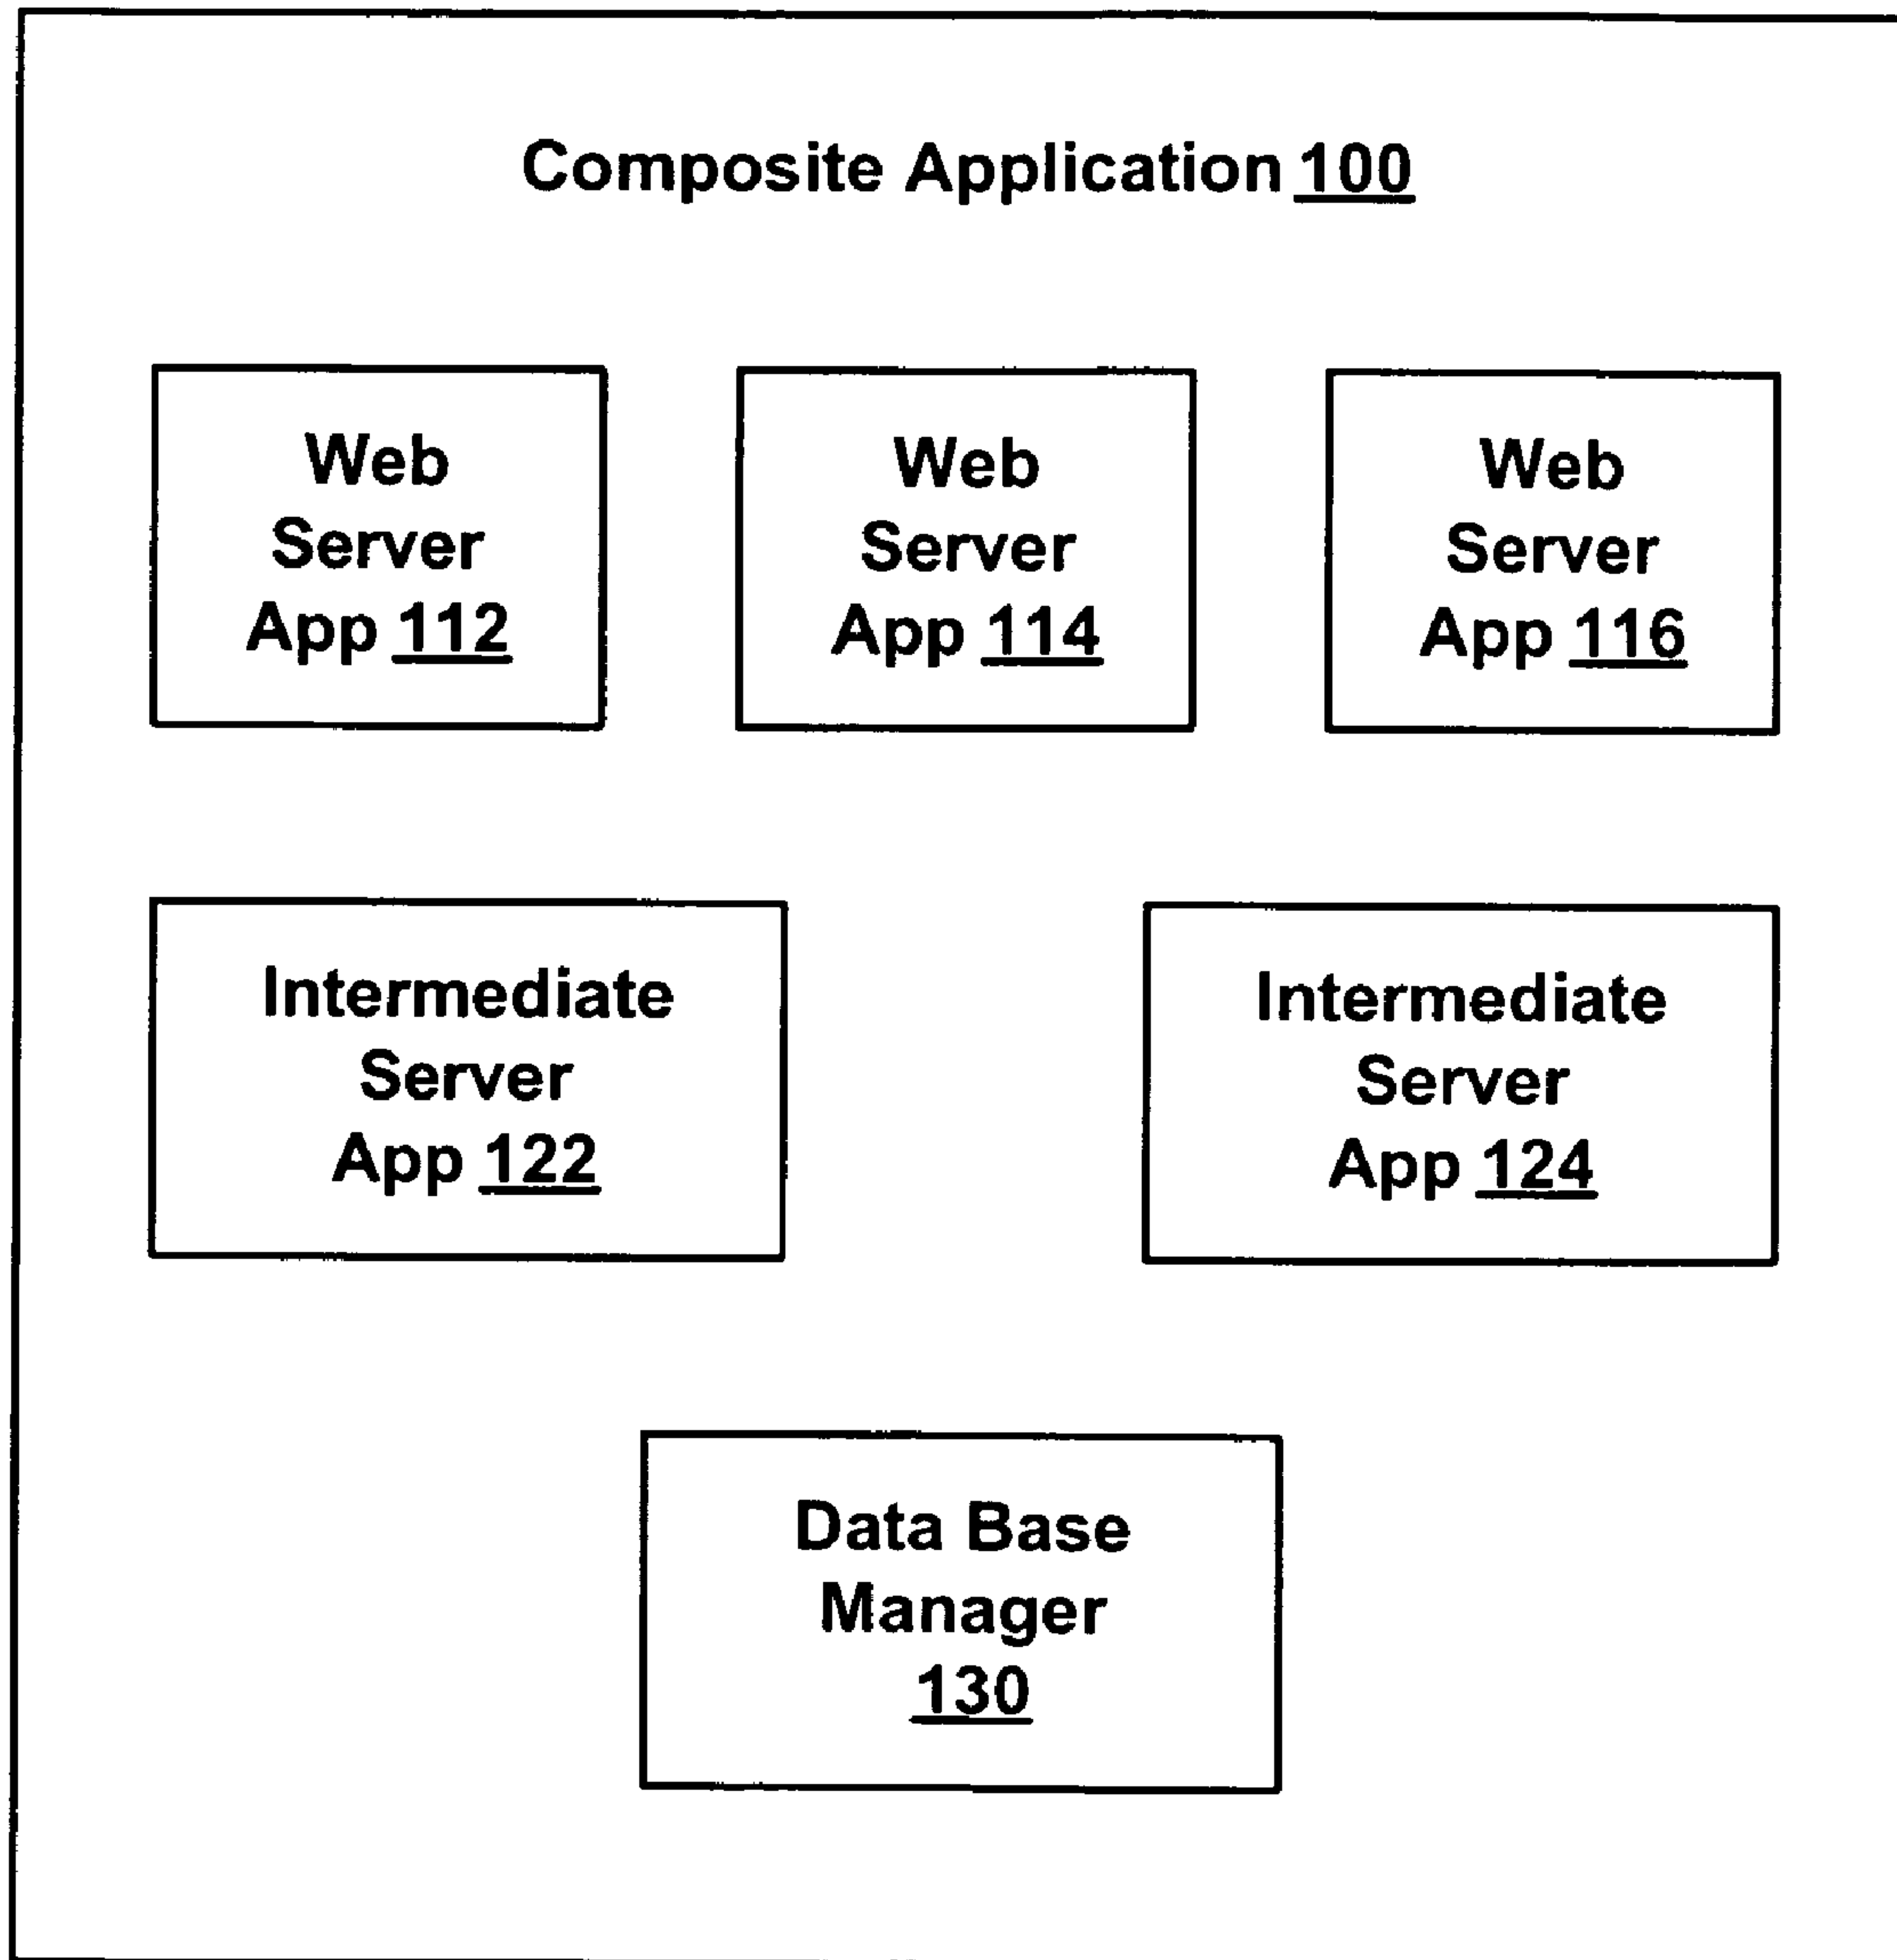 Composite Application 100
Web
Server
App 112
Web
Server
App 114
Web
Server
App 116
Intermediate
Server
App 122
Intermediate
Server
App 124
Data Base
Manager
130